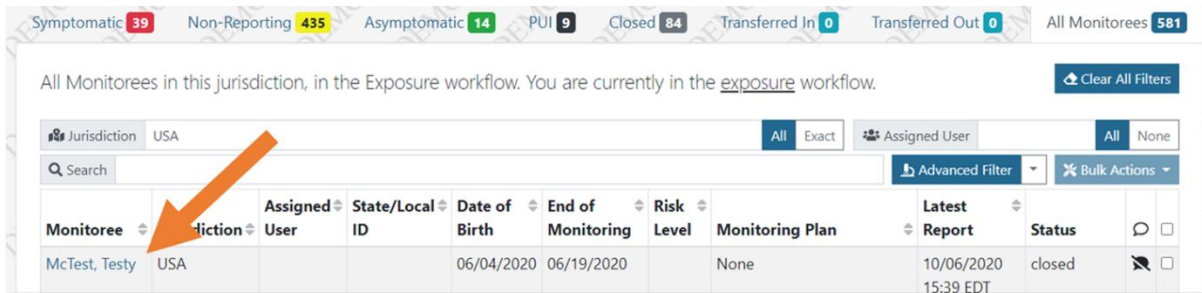 Symptomatic 39 Non-Reporting 435 Asymptomatic 14 PUI 9 Closed 84 Transferred In 0 Transferred Out 0 All Monitorees 581
All Monitorees in this jurisdiction, in the Exposure workflow. You are currently in the exposure workflow.
Clear All Filters
Jurisdiction USA All Exact Assigned User All None
Search Advanced Filter Bulk Actions
Assigned State/Local Date of End of Risk Latest
Monitoree diction User ID Birth Monitoring Level Monitoring Plan Report Status
McTest, Testy USA 06/04/2020 06/19/2020 None 10/06/2020 closed
15:39 EDT